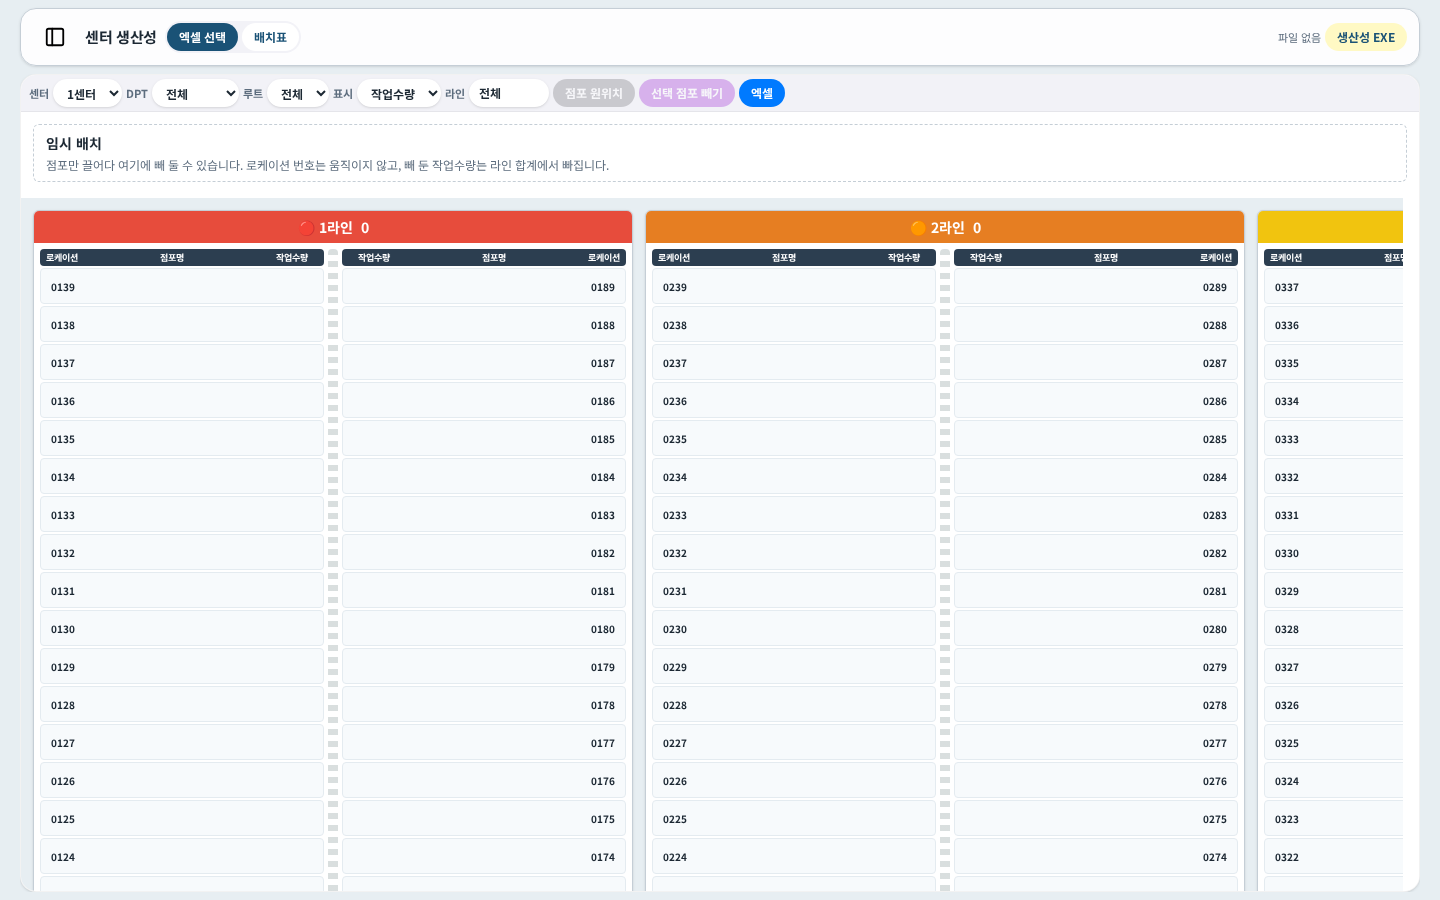 센터 생산성 엑셀 선택 배치표 파일 없음 생산성 EXE
센터 1센터 DPT 전체 루트 전체 표시 작업수량 라인 전체 점포 원위치 선택 점포 빼기 엑셀
임시 배치
점포만 끌어다 여기에 빼 둘 수 있습니다. 로케이션 번호는 움직이지 않고, 빼 둔 작업수량는 라인 합계에서 빠집니다.
1라인 0 2라인 0
로케이션 점포명 작업수량 작업수량 점포명 로케이션 로케이션 점포명 작업수량 작업수량 점포명 로케이션 로케이션
0139 0189 0239 0289 0337
0138 0188 0238 0288 0336
0137 0187 0237 0287 0335
0136 0186 0236 0286 0334
0135 0185 0235 0285 0333
0134 0184 0234 0284 0332
0133 0183 0233 0283 0331
0132 0182 0232 0282 0330
0131 0181 0231 0281 0329
0130 0180 0230 0280 0328
0129 0179 0229 0279 0327
0128 0178 0228 0278 0326
0127 0177 0227 0277 0325
0126 0176 0226 0276 0324
0125 0175 0225 0275 0323
0124 0174 0224 0274 0322